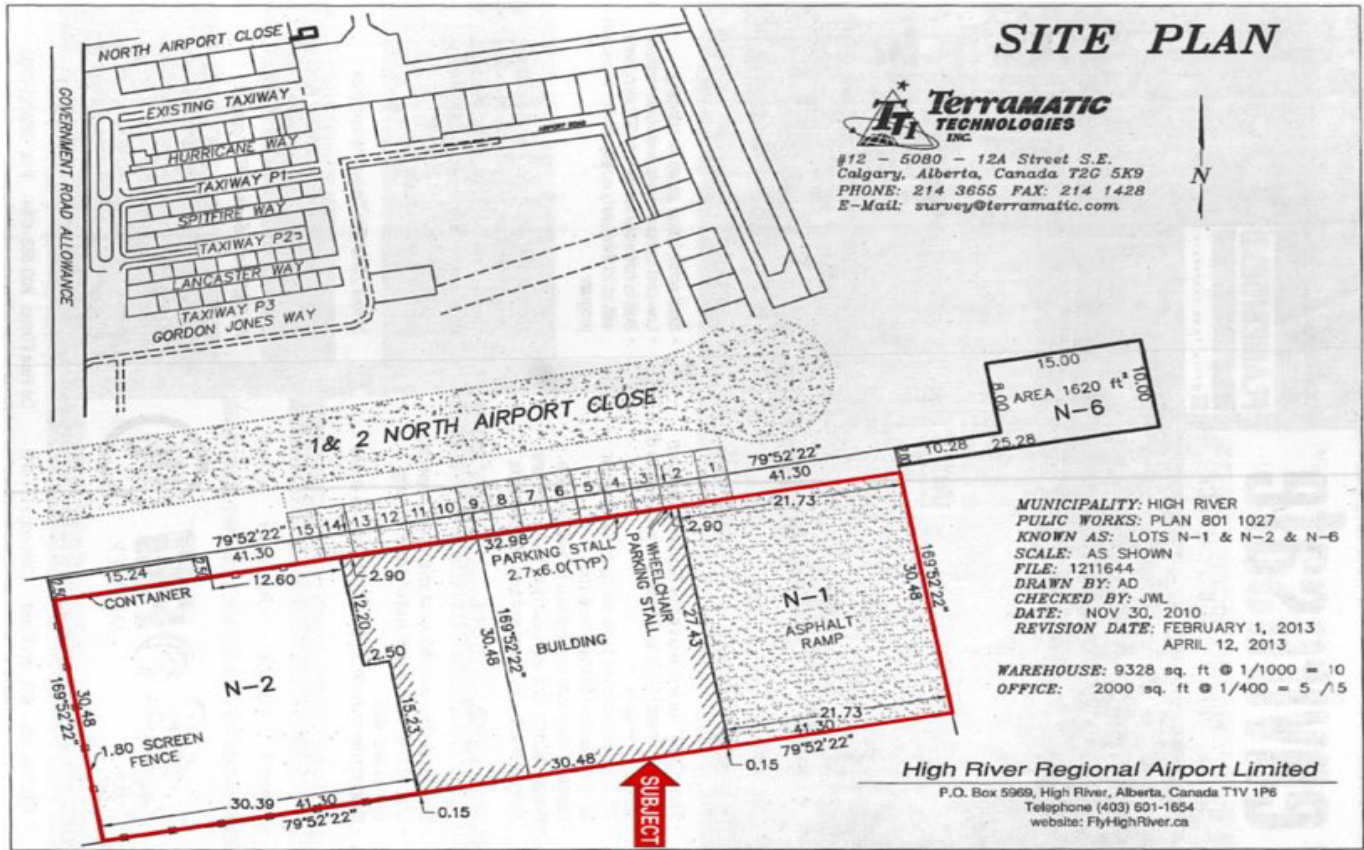 SITE PLAN
TTI
TerraMatic
TECHNOLOGIES
INC.
#12 - 5080 - 12A Street S.E.
Calgary, Alberta, Canada T2C 5K9
PHONE: 214 3655 FAX: 214 1428
E-Mail: survey@terramatic.com
N
NORTH AIRPORT CLOSE
GOVERNMENT ROAD ALLOWANCE
EXISTING TAXIWAY
AIRPORT ROAD
HURRICANE WAY
TAXIWAY P1
SPITFIRE WAY
TAXIWAY P2
LANCASTER WAY
TAXIWAY P3
GORDON JONES WAY
1& 2 NORTH AIRPORT CLOSE
15.00
8.00
AREA 1620 ft²
10.00
N-6
2.00
10.28
25.28
79°52'22"
41.30
15 14 13 12 11 10 9 8 7 6 5 4 3 2 1
79°52'22"
41.30
21.73
2.90
32.98
PARKING STALL
2.7x6.0(TYP)
WHEELCHAIR
PARKING STALL
2.50
15.24
2.50
12.60
CONTAINER
2.90
12.20
2.50
15.23
169°52'22"
30.48
BUILDING
27.43
N-1
ASPHALT
RAMP
169°52'22"
30.48
N-2
30.48
169°52'22"
1.80 SCREEN
FENCE
30.39
41.30
79°52'22"
0.15
30.48
21.73
41.30
79°52'22"
0.15
SUBJECT
MUNICIPALITY: HIGH RIVER
PULIC WORKS: PLAN 801 1027
KNOWN AS: LOTS N-1 & N-2 & N-6
SCALE: AS SHOWN
FILE: 1211644
DRAWN BY: AD
CHECKED BY: JWL
DATE: NOV 30, 2010
REVISION DATE: FEBRUARY 1, 2013
APRIL 12, 2013
WAREHOUSE: 9328 sq. ft @ 1/1000 = 10
OFFICE: 2000 sq. ft @ 1/400 = 5 /15
High River Regional Airport Limited
P.O. Box 5969, High River, Alberta, Canada T1V 1P6
Telephone (403) 601-1654
website: FlyHighRiver.ca